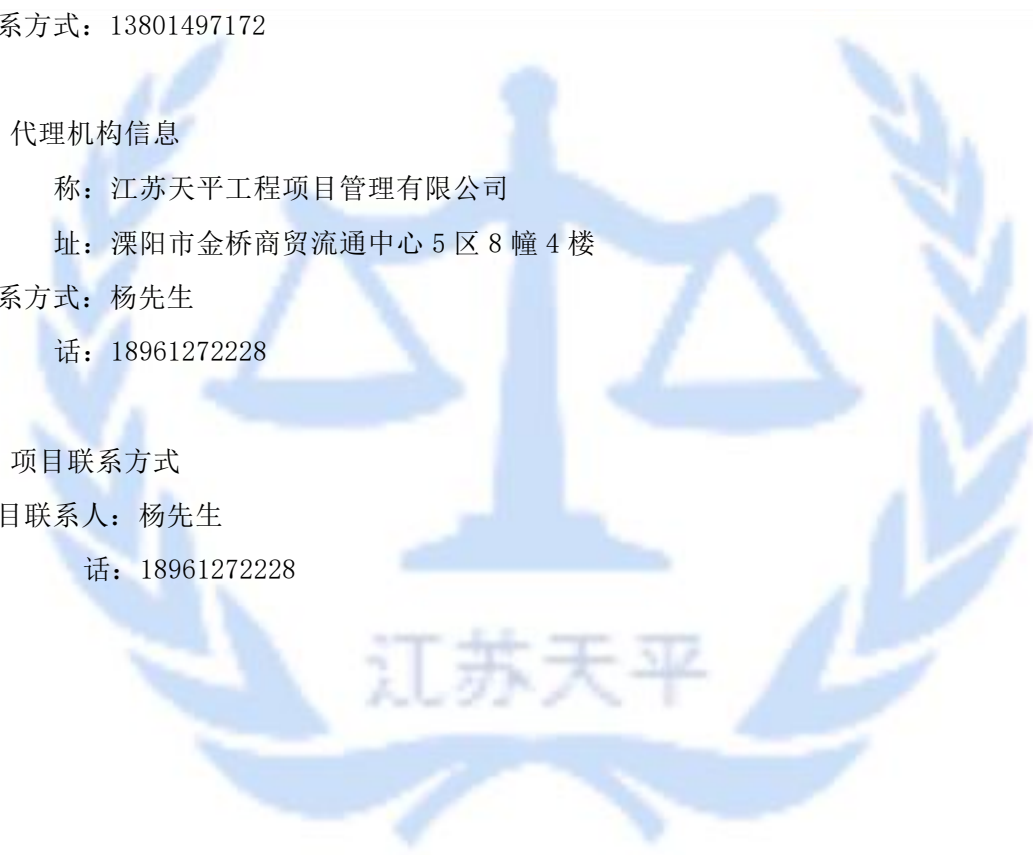 系方式：13801497172
代理机构信息
称：江苏天平工程项目管理有限公司
址：溧阳市金桥商贸流通中心 5 区 8 幢 4 楼
系方式：杨先生
话：18961272228
项目联系方式
目联系人：杨先生
话：18961272228
江苏天平